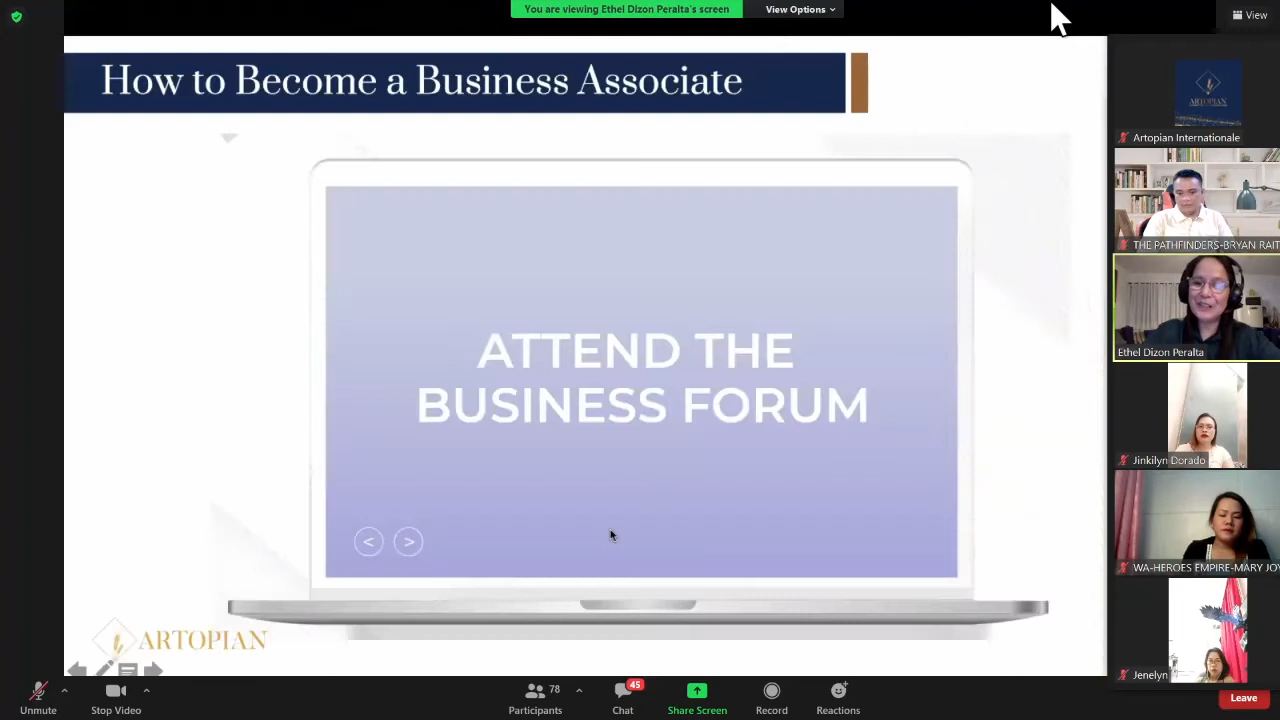 You are viewing Ethel Dizon Peralta's screen
View Options
View
How to Become a Business Associate
ARTOPIAN
Artopian Internationale
THE PATHFINDERS-BRYAN RAIT
Ethel Dizon Peralta
Jinkilyn Dorado
WA-HEROES EMPIRE-MARY JOY
Jenelyn
ATTEND THE
BUSINESS FORUM
< >
ARTOPIAN
Unmute
Stop Video
78
Participants
45
Chat
Share Screen
Record
Reactions
Leave